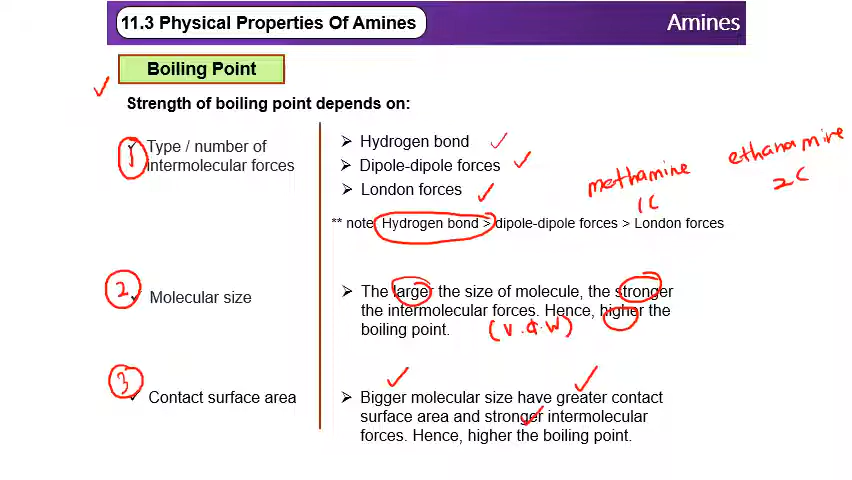 11.3 Physical Properties Of Amines
Amines
Boiling Point
Strength of boiling point depends on:
1
Type / number of
intermolecular forces
Hydrogen bond
Dipole-dipole forces
London forces
** note: Hydrogen bond > dipole-dipole forces > London forces
methamine
1C
ethanamine
2C
2
Molecular size
The larger the size of molecule, the stronger
the intermolecular forces. Hence, higher the
boiling point.
(V.d.W)
3
Contact surface area
Bigger molecular size have greater contact
surface area and stronger intermolecular
forces. Hence, higher the boiling point.